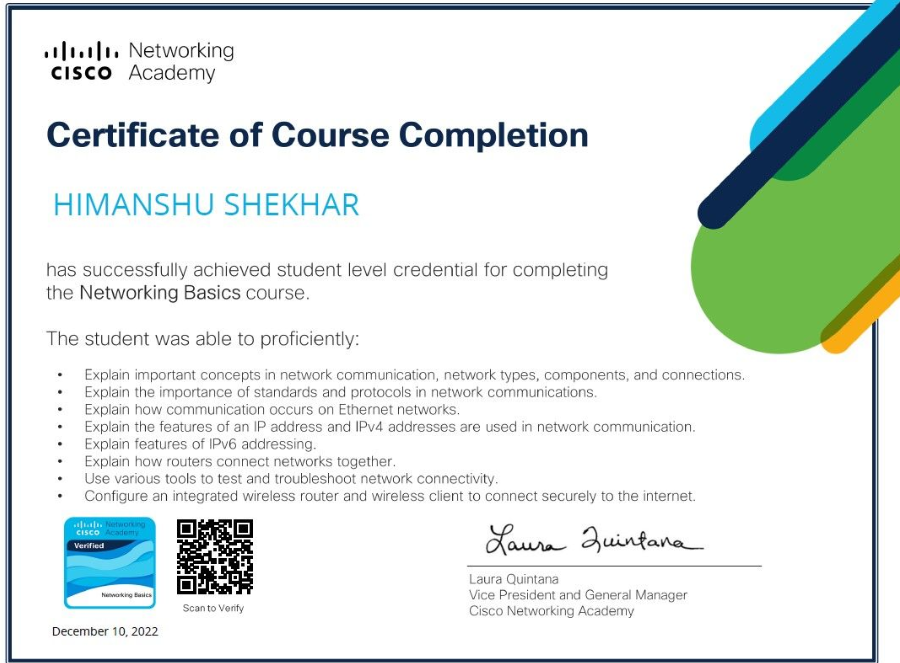 Networking
CISCO Academy
Certificate of Course Completion
HIMANSHU SHEKHAR
has successfully achieved student level credential for completing
the Networking Basics course.
The student was able to proficiently:
• Explain important concepts in network communication, network types, components, and connections.
• Explain the importance of standards and protocols in network communications.
• Explain how communication occurs on Ethernet networks.
• Explain the features of an IP address and IPv4 addresses are used in network communication.
• Explain features of IPv6 addressing.
• Explain how routers connect networks together.
• Use various tools to test and troubleshoot network connectivity.
• Configure an integrated wireless router and wireless client to connect securely to the internet.
Networking
CISCO Academy
Verified
Networking Basics
Scan to Verify
December 10, 2022
Laura Quintana
Laura Quintana
Vice President and General Manager
Cisco Networking Academy